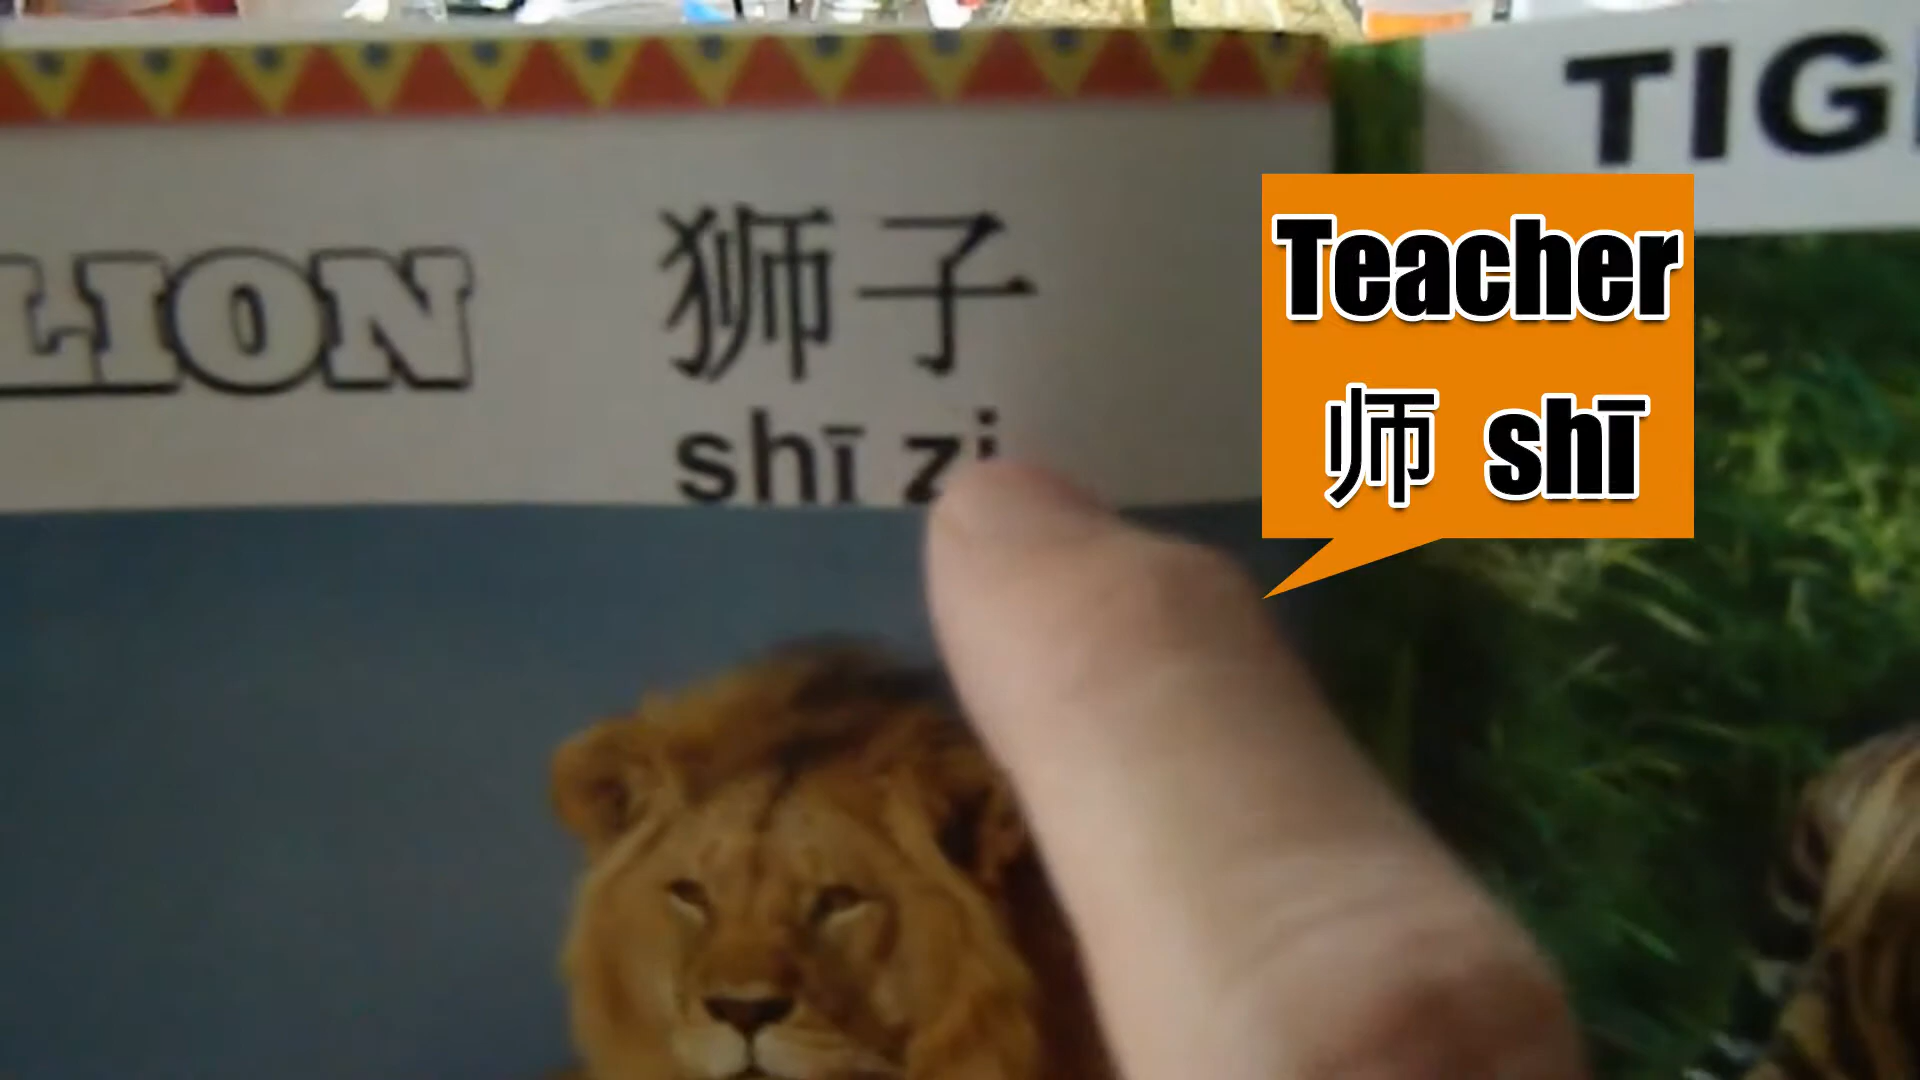 LION
狮子
shī zi
TIG
Teacher
师 shī